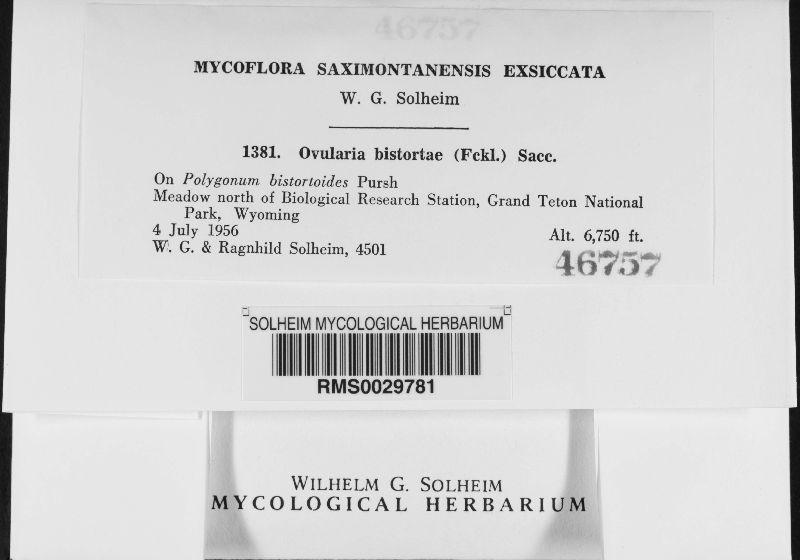 46757
MYCOFLORA SAXIMONTANENSIS EXSICCATA
W. G. Solheim
1381. Ovularia bistortae (Fckl.) Sacc.
On Polygonum bistortoides Pursh
Meadow north of Biological Research Station, Grand Teton National
Park, Wyoming
4 July 1956 Alt. 6,750 ft.
W. G. & Ragnhild Solheim, 4501
46757
SOLHEIM MYCOLOGICAL HERBARIUM
RMS0029781
WILHELM G. SOLHEIM
MYCOLOGICAL HERBARIUM